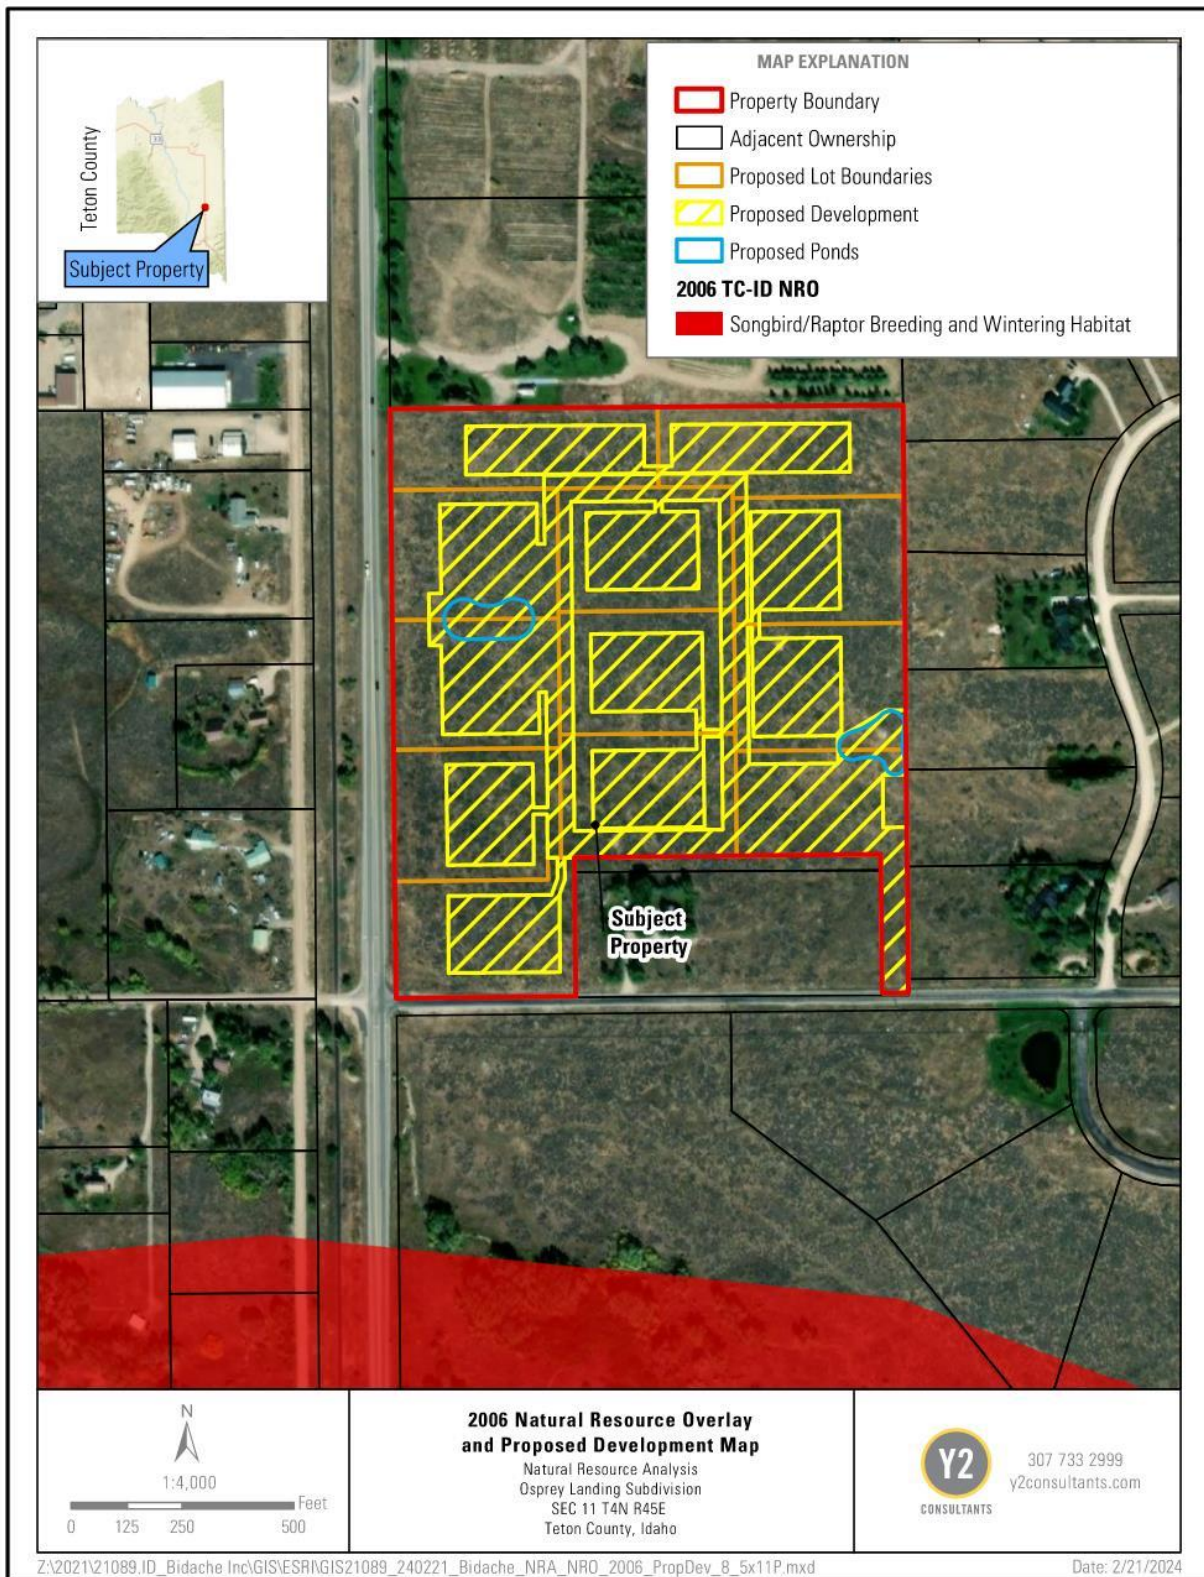 Teton County
33
Subject Property
MAP EXPLANATION
Property Boundary
Adjacent Ownership
Proposed Lot Boundaries
Proposed Development
Proposed Ponds
2006 TC-ID NRO
Songbird/Raptor Breeding and Wintering Habitat
Subject
Property
N
1:4,000
Feet
0 125 250 500
2006 Natural Resource Overlay
and Proposed Development Map
Natural Resource Analysis
Osprey Landing Subdivision
SEC 11 T4N R45E
Teton County, Idaho
Y2
CONSULTANTS
307 733 2999
y2consultants.com
Z:\2021\21089.ID_Bidache Inc\GIS\ESRI\GIS21089_240221_Bidache_NRA_NRO_2006_PropDev_8_5x11P.mxd
Date: 2/21/2024